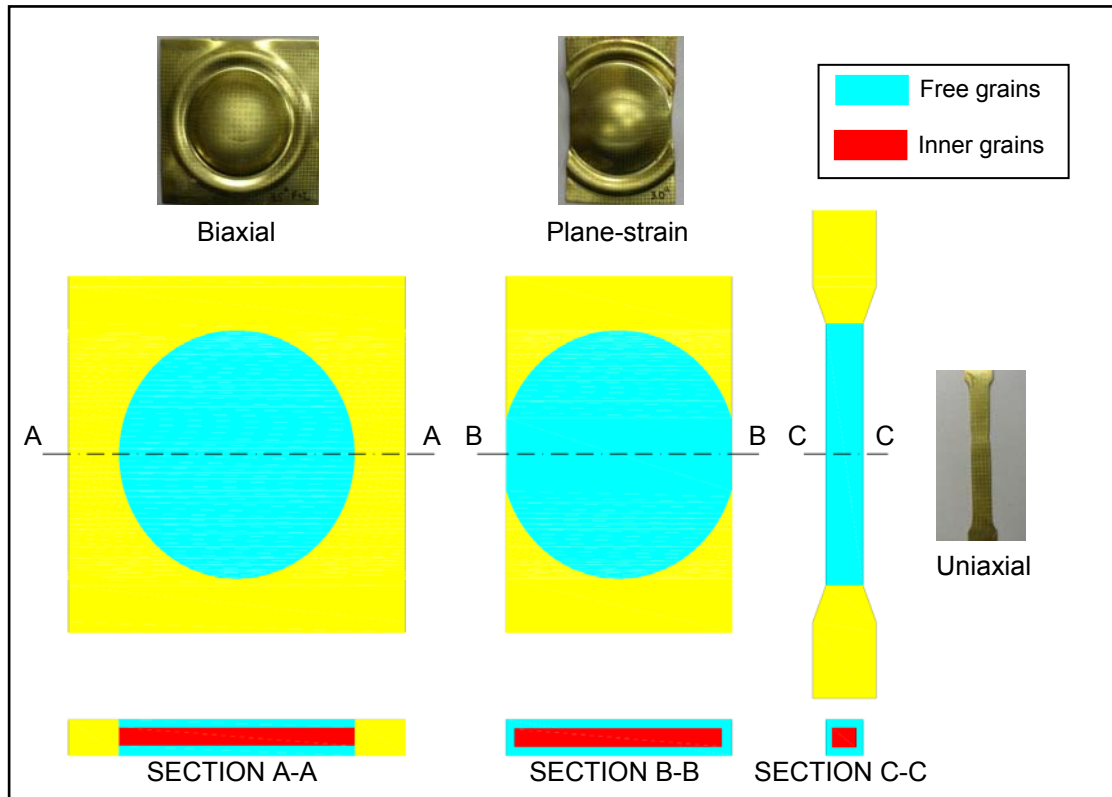 Free grains
Inner grains
Biaxial
Plane-strain
A
A
B
B
C
C
Uniaxial
SECTION A-A
SECTION B-B
SECTION C-C